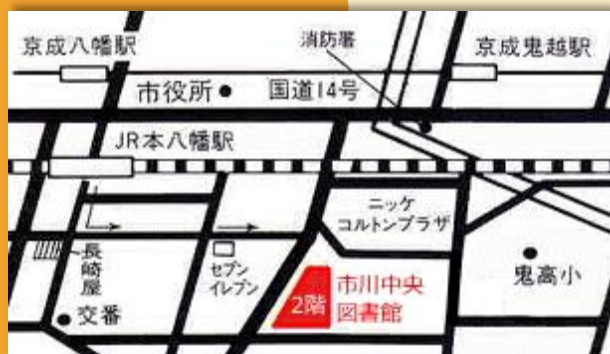 京成八幡駅
消防署
京成鬼越駅
市役所
国道14号
JR本八幡駅
ニッケ
コルトンプラザ
長崎屋
セブン
イレブン
2階
市川中央
図書館
鬼高小
交番